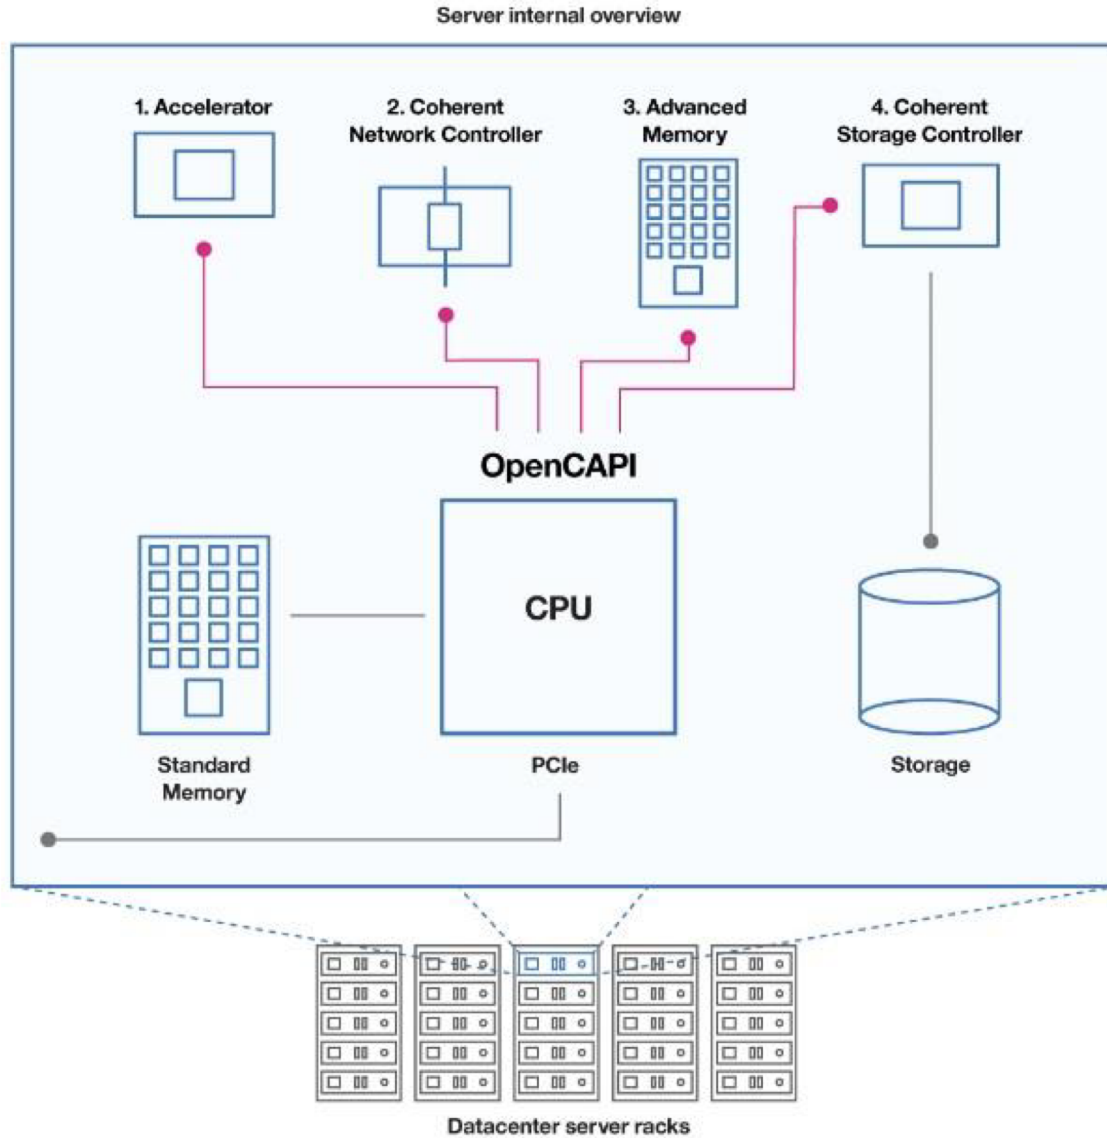 Server internal overview
1. Accelerator
2. Coherent
Network Controller
3. Advanced
Memory
4. Coherent
Storage Controller
OpenCAPI
CPU
Standard
Memory
PCIe
Storage
Datacenter server racks